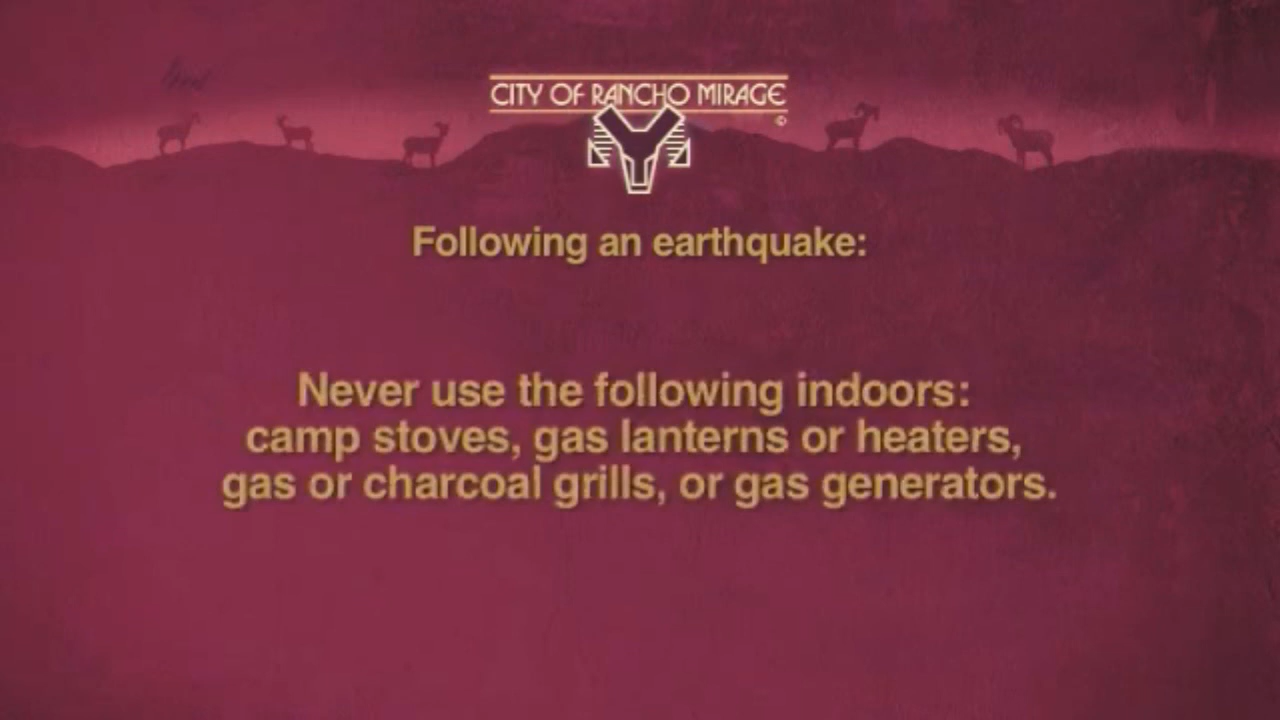 CITY OF RANCHO MIRAGE
©
Following an earthquake:
Never use the following indoors:
camp stoves, gas lanterns or heaters,
gas or charcoal grills, or gas generators.